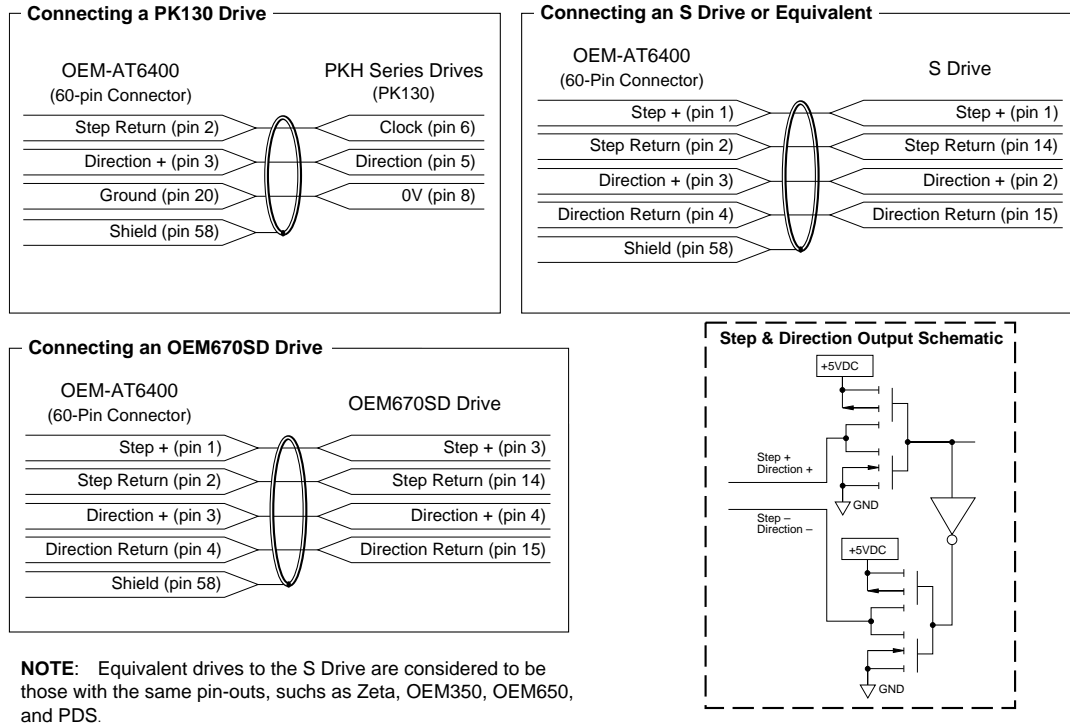 Connecting a PK130 Drive
OEM-AT6400
(60-pin Connector)
PKH Series Drives
(PK130)
Step Return (pin 2)
Clock (pin 6)
Direction + (pin 3)
Direction (pin 5)
Ground (pin 20)
0V (pin 8)
Shield (pin 58)
Connecting an S Drive or Equivalent
OEM-AT6400
(60-Pin Connector)
S Drive
Step + (pin 1)
Step + (pin 1)
Step Return (pin 2)
Step Return (pin 14)
Direction + (pin 3)
Direction + (pin 2)
Direction Return (pin 4)
Direction Return (pin 15)
Shield (pin 58)
Connecting an OEM670SD Drive
OEM-AT6400
(60-Pin Connector)
OEM670SD Drive
Step + (pin 1)
Step + (pin 3)
Step Return (pin 2)
Step Return (pin 14)
Direction + (pin 3)
Direction + (pin 4)
Direction Return (pin 4)
Direction Return (pin 15)
Shield (pin 58)
Step & Direction Output Schematic
+5VDC
Step +
Direction +
GND
Step –
Direction –
+5VDC
GND
NOTE: Equivalent drives to the S Drive are considered to be
those with the same pin-outs, suchs as Zeta, OEM350, OEM650,
and PDS.